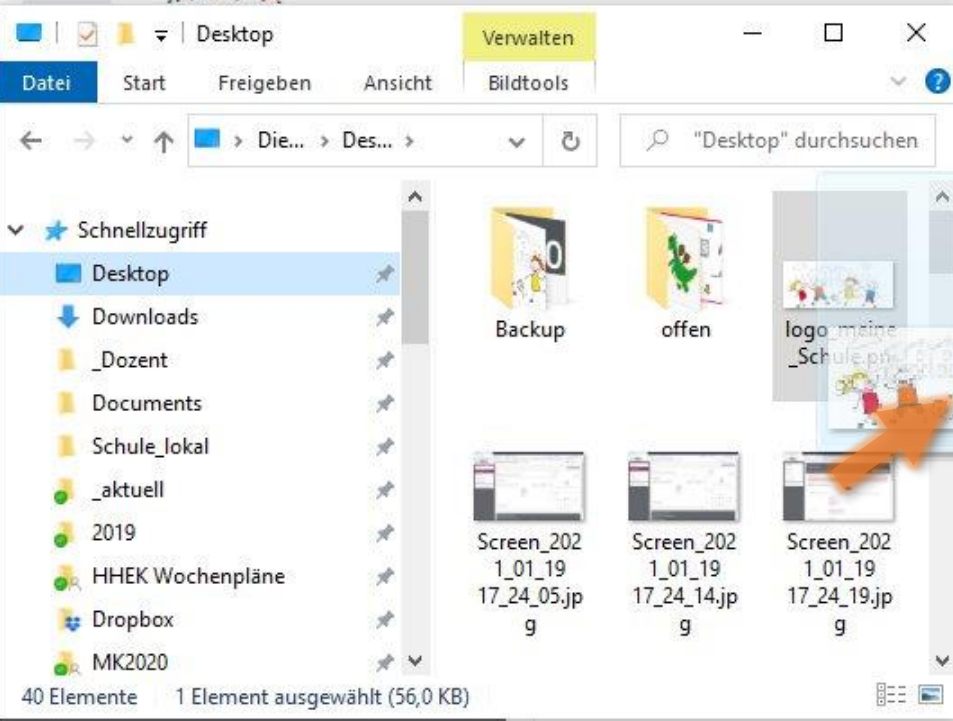 Desktop
Verwalten
Datei Start Freigeben Ansicht Bildtools
Die... Des...
"Desktop" durchsuchen
Schnellzugriff
Desktop
Downloads
_Dozent
Documents
Schule_lokal
_aktuell
2019
HHEK Wochenpläne
Dropbox
MK2020
Backup
offen
logo_meine
_Schule.pn
Screen_202
1_01_19
17_24_05.jp
g
Screen_202
1_01_19
17_24_14.jp
g
Screen_202
1_01_19
17_24_19.jp
g
40 Elemente 1 Element ausgewählt (56,0 KB)